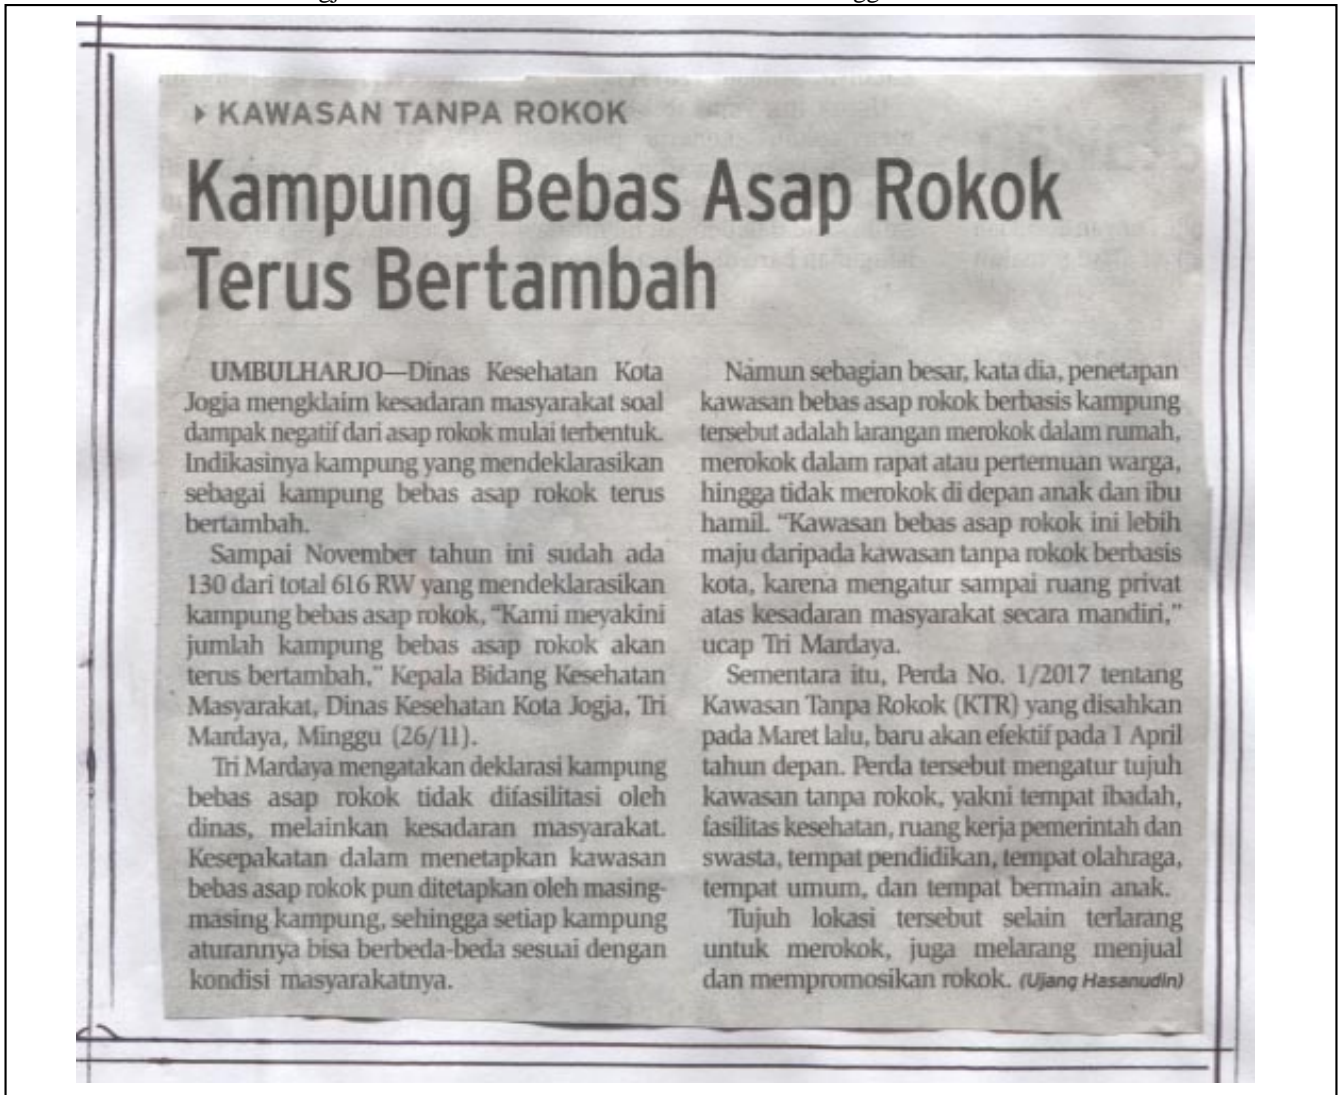 KAWASAN TANPA ROKOK
Kampung Bebas Asap Rokok
Terus Bertambah
UMBULHARJO—Dinas Kesehatan Kota
Jogja mengklaim kesadaran masyarakat soal
dampak negatif dari asap rokok mulai terbentuk.
Indikasinya kampung yang mendeklarasikan
sebagai kampung bebas asap rokok terus
bertambah.
Sampai November tahun ini sudah ada
130 dari total 616 RW yang mendeklarasikan
kampung bebas asap rokok, “Kami meyakini
jumlah kampung bebas asap rokok akan
terus bertambah,” Kepala Bidang Kesehatan
Masyarakat, Dinas Kesehatan Kota Jogja, Tri
Mardaya, Minggu (26/11).
Tri Mardaya mengatakan deklarasi kampung
bebas asap rokok tidak difasilitasi oleh
dinas, melainkan kesadaran masyarakat.
Kesepakatan dalam menetapkan kawasan
bebas asap rokok pun ditetapkan oleh masing-
masing kampung, sehingga setiap kampung
aturannya bisa berbeda-beda sesuai dengan
kondisi masyarakatnya.
Namun sebagian besar, kata dia, penetapan
kawasan bebas asap rokok berbasis kampung
tersebut adalah larangan merokok dalam rumah,
merokok dalam rapat atau pertemuan warga,
hingga tidak merokok di depan anak dan ibu
hamil. “Kawasan bebas asap rokok ini lebih
maju daripada kawasan tanpa rokok berbasis
kota, karena mengatur sampai ruang privat
atas kesadaran masyarakat secara mandiri,”
ucap Tri Mardaya.
Sementara itu, Perda No. 1/2017 tentang
Kawasan Tanpa Rokok (KTR) yang disahkan
pada Maret lalu, baru akan efektif pada 1 April
tahun depan. Perda tersebut mengatur tujuh
kawasan tanpa rokok, yakni tempat ibadah,
fasilitas kesehatan, ruang kerja pemerintah dan
swasta, tempat pendidikan, tempat olahraga,
tempat umum, dan tempat bermain anak.
Tujuh lokasi tersebut selain terlarang
untuk merokok, juga melarang menjual
dan mempromosikan rokok. (Ujang Hasanudin)